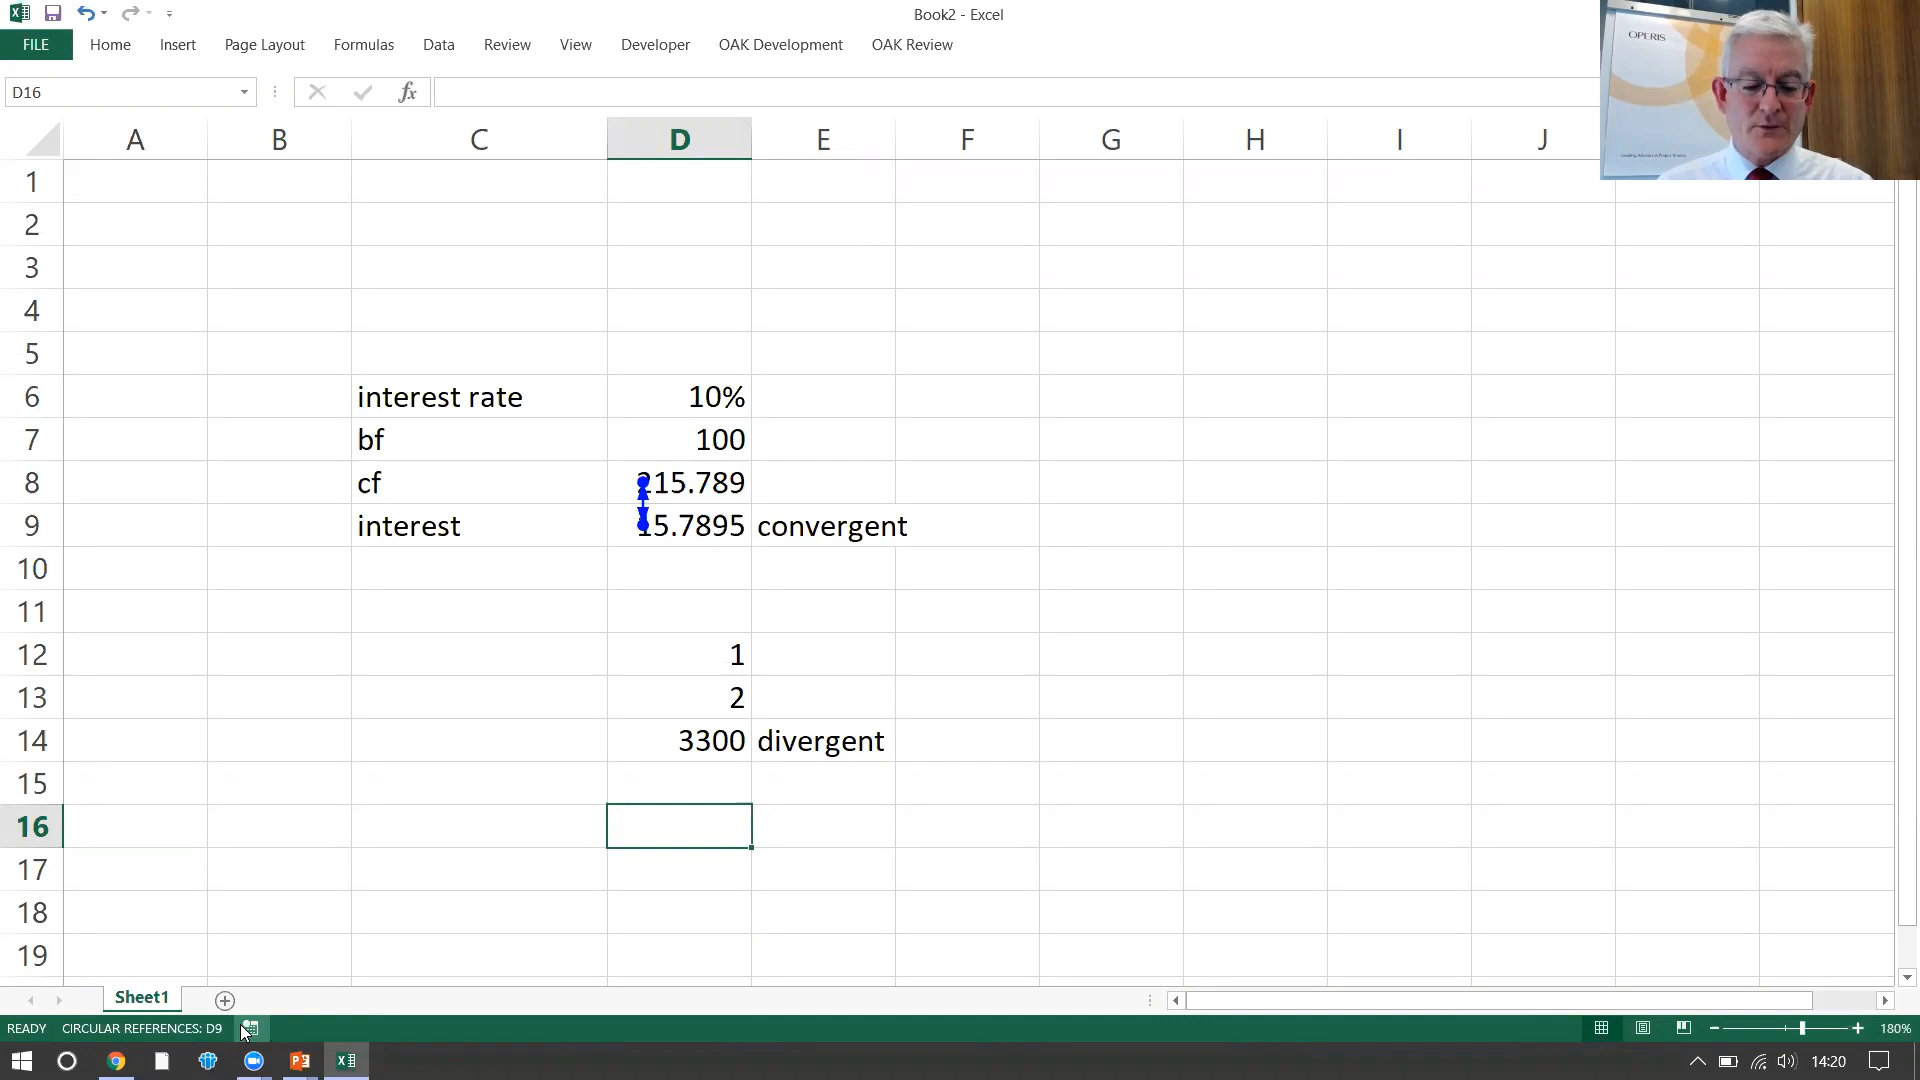 Book2 - Excel
FILE Home Insert Page Layout Formulas Data Review View Developer OAK Development OAK Review
OPERIS
D16 fx
A B C D E F G H I J
1
2
3
4
5
6 interest rate 10%
7 bf 100
8 cf 215.789
9 interest 15.7895 convergent
10
11
12 1
13 2
14 3300 divergent
15
16
17
18
19
Sheet1
READY CIRCULAR REFERENCES: D9 180%
14:20